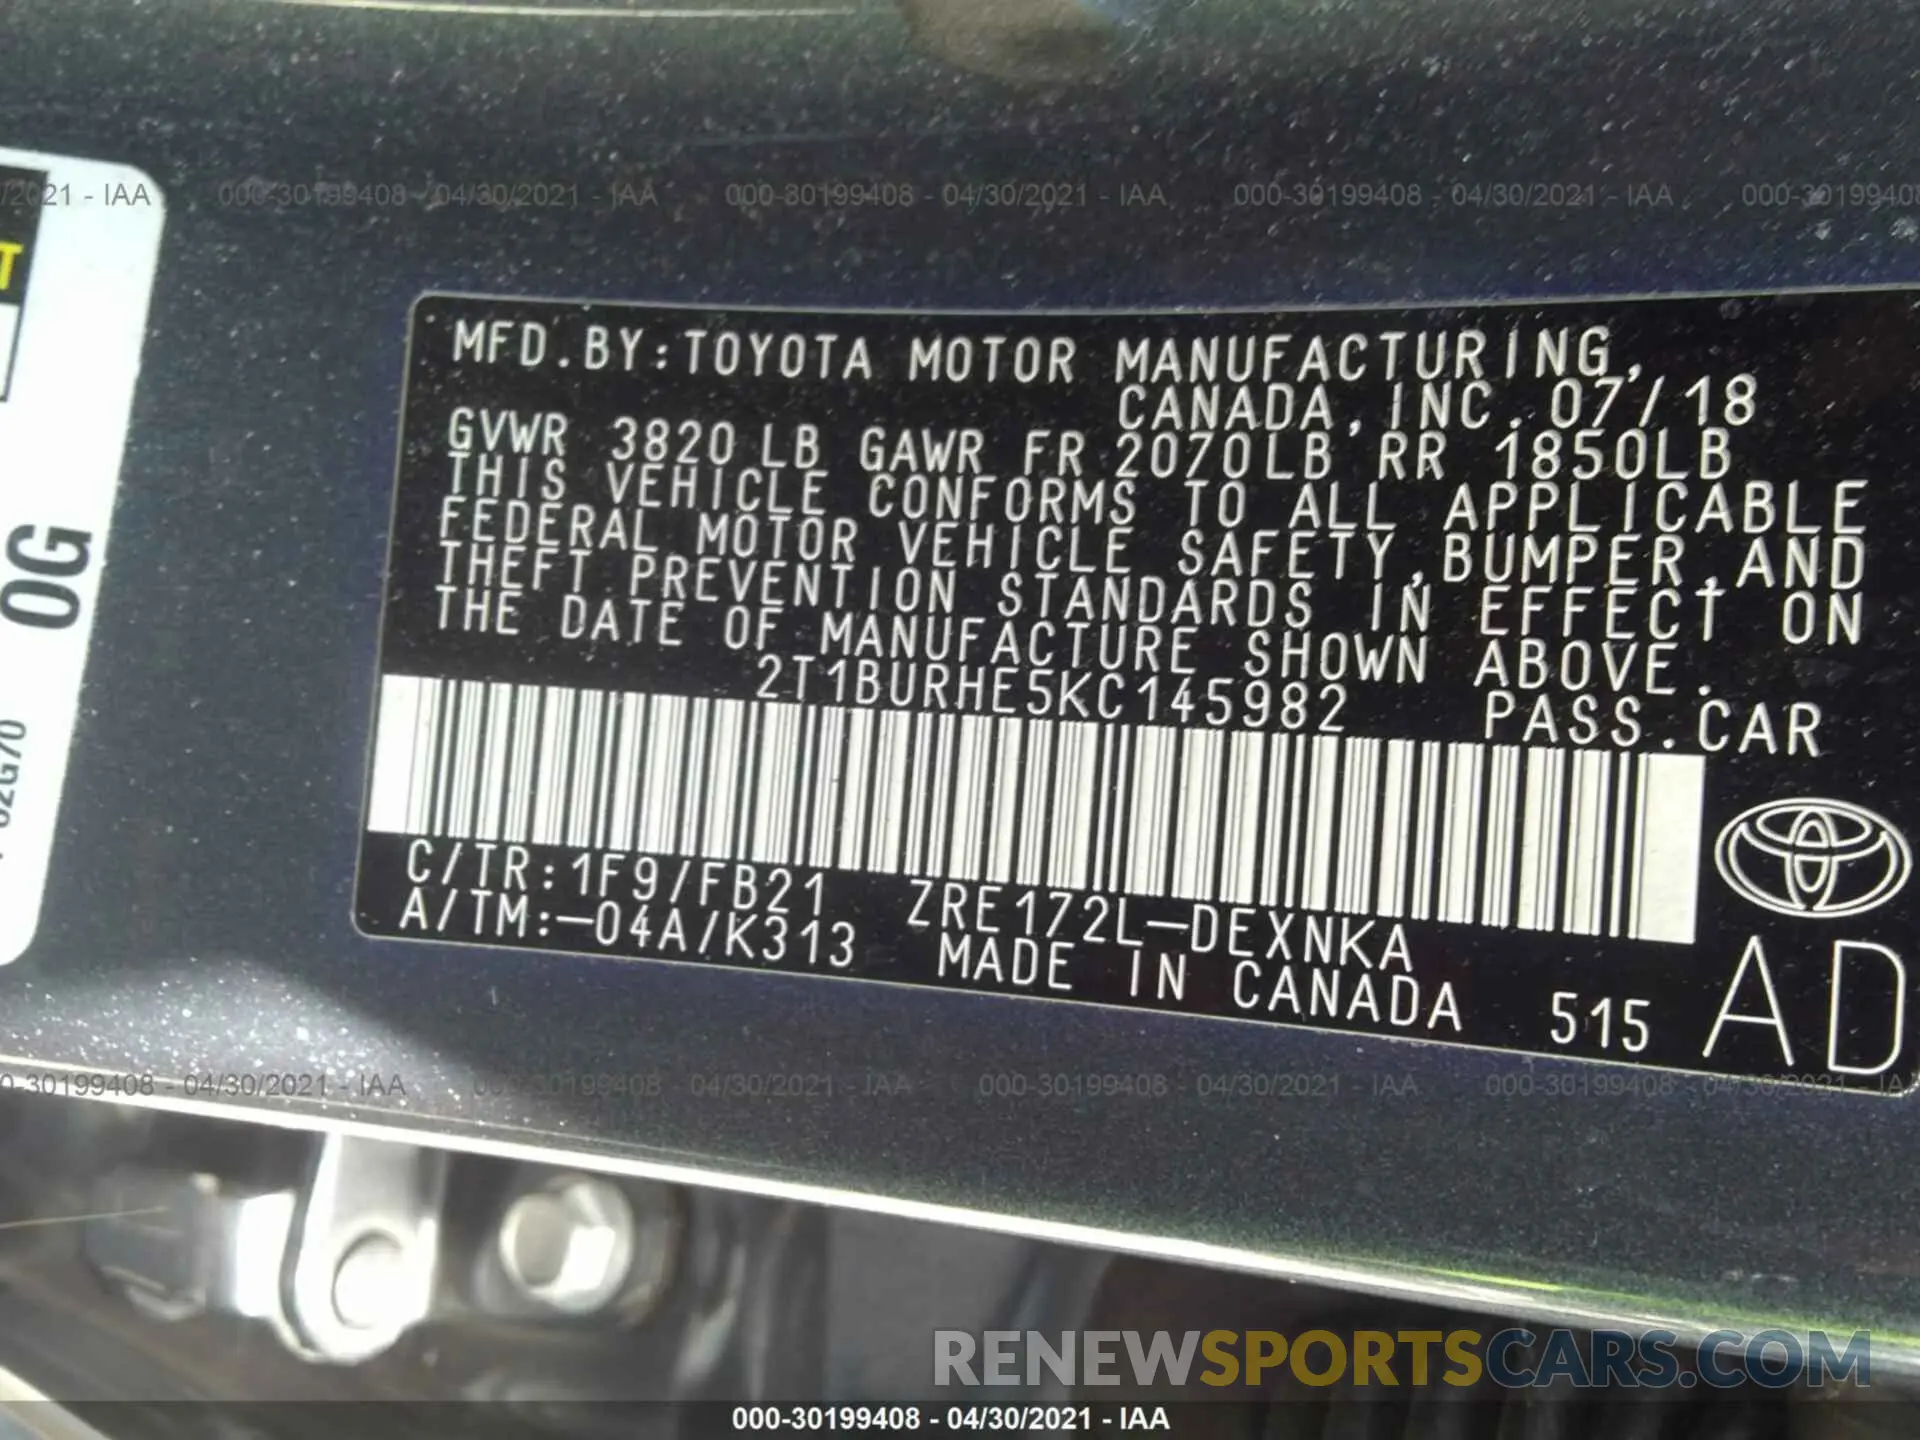 /2021 - IAA 000-30199408 - 04/30/2021 - IAA 000-30199408 - 04/30/2021 - IAA 000-30199408 - 04/30/2021 - IAA 000-3019940
T
0G
MFD.BY:TOYOTA MOTOR MANUFACTURING,
CANADA,INC.07/18
GVWR 3820LB GAWR FR 2070LB RR 1850LB
THIS VEHICLE CONFORMS TO ALL APPLICABLE
FEDERAL MOTOR VEHICLE SAFETY,BUMPER,AND
THEFT PREVENTION STANDARDS IN EFFECT ON
THE DATE OF MANUFACTURE SHOWN ABOVE.
2T1BURHE5KC145982 PASS.CAR
C/TR:1F9/FB21 ZRE172L-DEXNKA
A/TM:-04A/K313 MADE IN CANADA 515 AD
0-30199408 - 04/30/2021 - IAA 000-30199408 04/30/2021 - IAA 000-30199408 - 04/30/2021 - IAA 000-30199408 - 04/30/2021 - IA
RENEWSPORTSCARS.COM
000-30199408 - 04/30/2021 - IAA